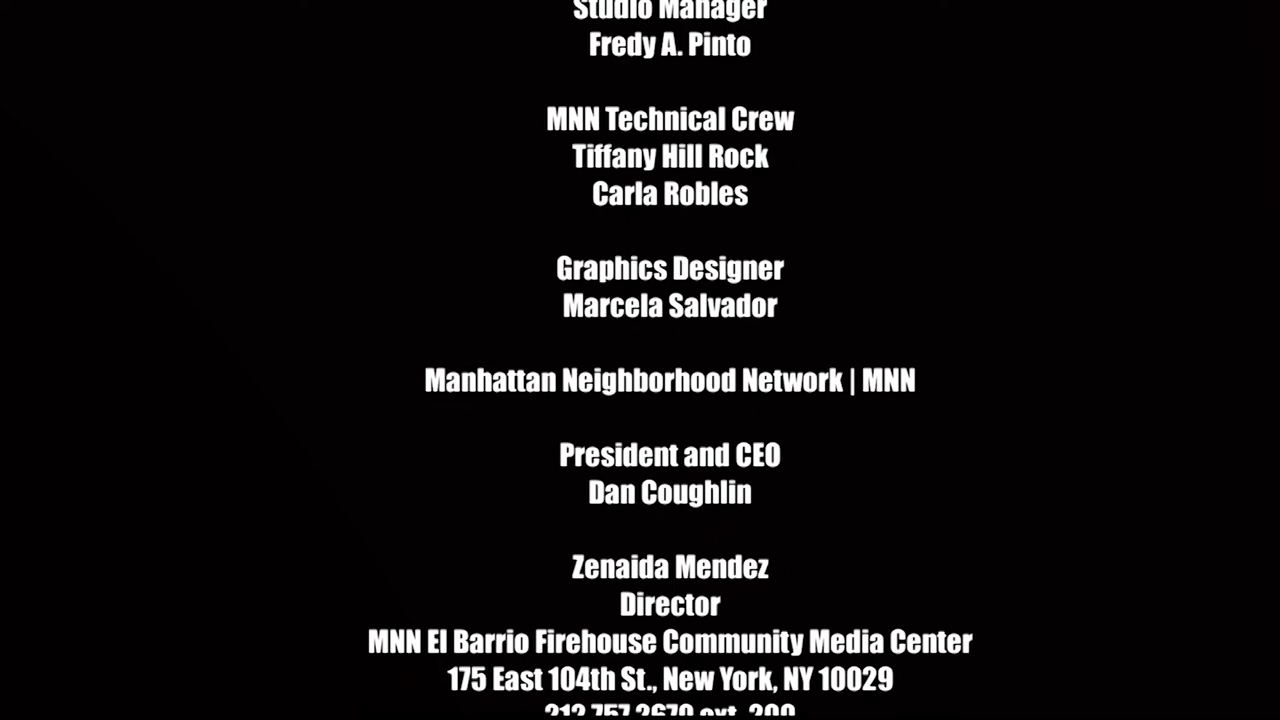 Studio Manager
Fredy A. Pinto
MNN Technical Crew
Tiffany Hill Rock
Carla Robles
Graphics Designer
Marcela Salvador
Manhattan Neighborhood Network | MNN
President and CEO
Dan Coughlin
Zenaida Mendez
Director
MNN El Barrio Firehouse Community Media Center
175 East 104th St., New York, NY 10029